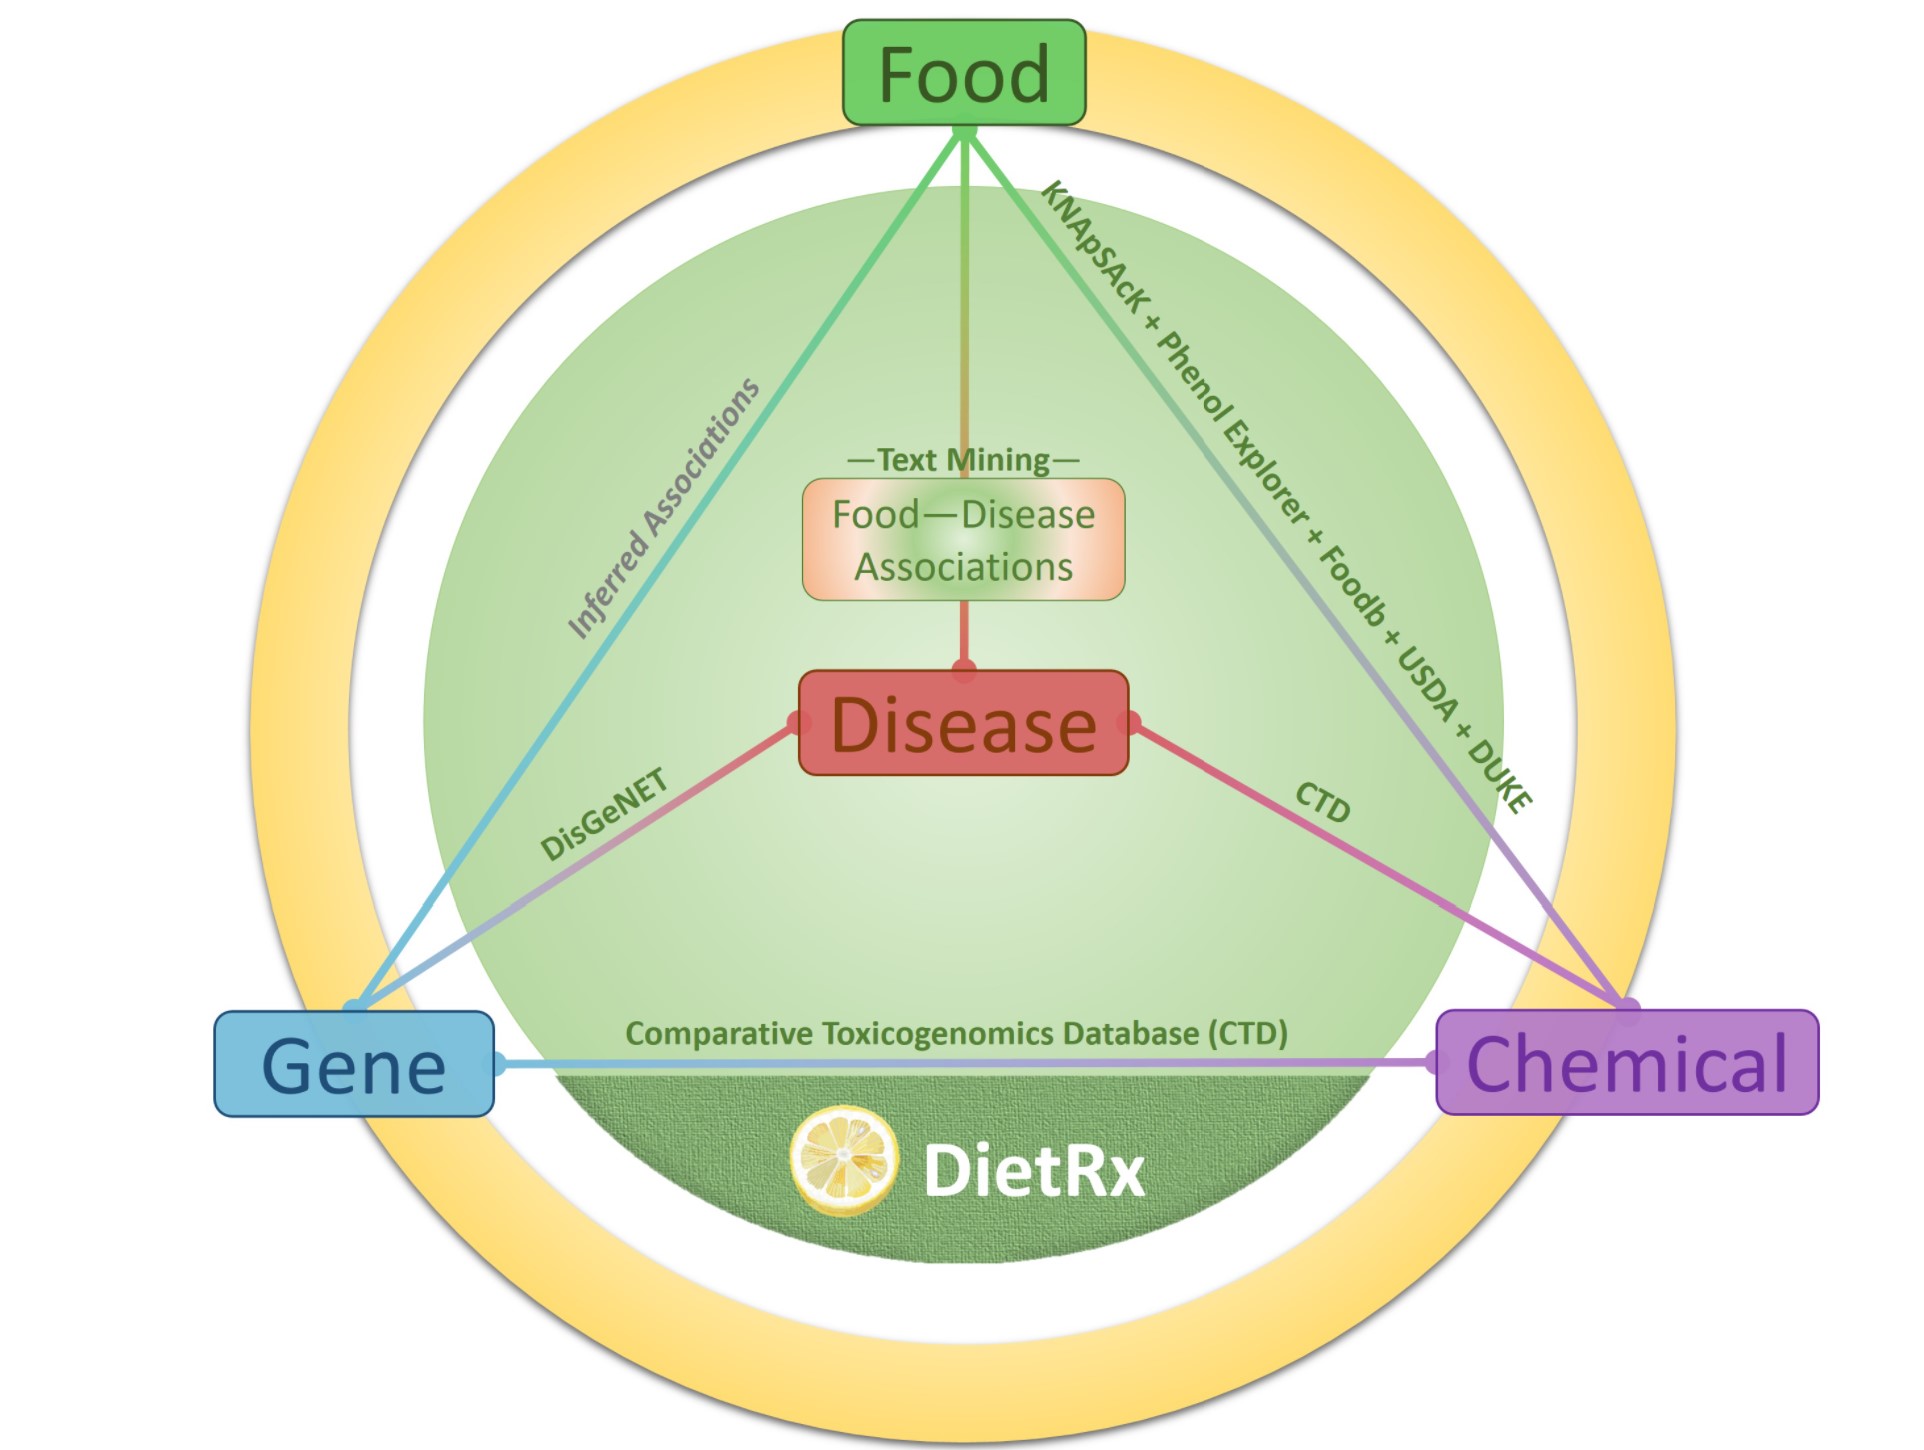 Food
KNApSAcK + Phenol Explorer + Foodb + USDA + DUKE
Inferred Associations
—Text Mining—
Food—Disease
Associations
Disease
DisGeNET
CTD
Comparative Toxicogenomics Database (CTD)
Gene
Chemical
DietRx